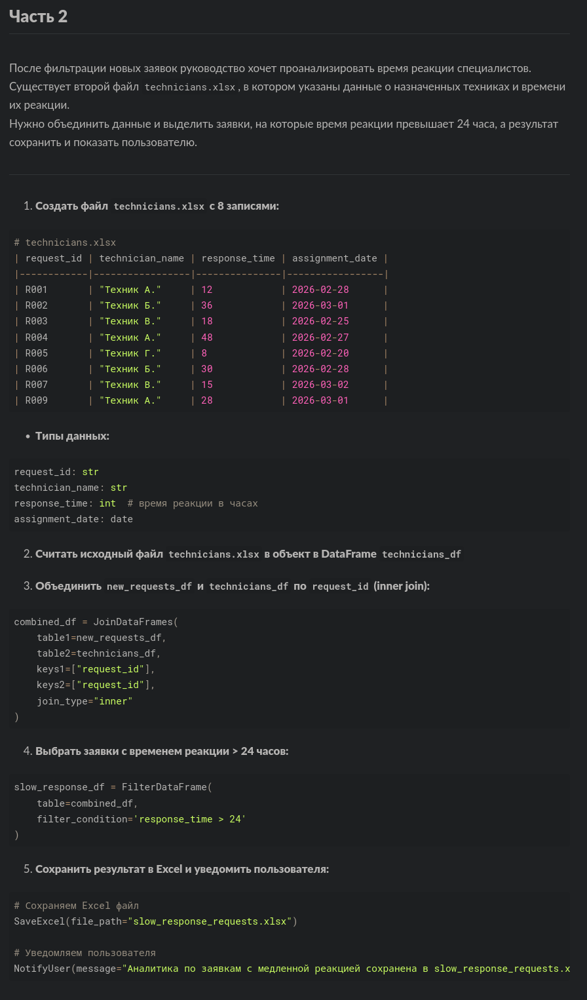 Часть 2
После фильтрации новых заявок руководство хочет проанализировать время реакции специалистов.
Существует второй файл technicians.xlsx, в котором указаны данные о назначенных техниках и времени
их реакции.
Нужно объединить данные и выделить заявки, на которые время реакции превышает 24 часа, а результат
сохранить и показать пользователю.
1. Создать файл technicians.xlsx с 8 записями:
# technicians.xlsx
| request_id | technician_name | response_time | assignment_date |
|------------|-----------------|---------------|-----------------|
| R001       | "Техник А."     | 12            | 2026-02-28      |
| R002       | "Техник Б."     | 36            | 2026-03-01      |
| R003       | "Техник В."     | 18            | 2026-02-25      |
| R004       | "Техник А."     | 48            | 2026-02-27      |
| R005       | "Техник Г."     | 8             | 2026-02-20      |
| R006       | "Техник Б."     | 30            | 2026-02-28      |
| R007       | "Техник В."     | 15            | 2026-03-02      |
| R009       | "Техник А."     | 28            | 2026-03-01      |
• Типы данных:
request_id: str
technician_name: str
response_time: int  # время реакции в часах
assignment_date: date
2. Считать исходный файл technicians.xlsx в объект в DataFrame technicians_df
3. Объединить new_requests_df и technicians_df по request_id (inner join):
combined_df = JoinDataFrames(
    table1=new_requests_df,
    table2=technicians_df,
    keys1=["request_id"],
    keys2=["request_id"],
    join_type="inner"
)
4. Выбрать заявки с временем реакции > 24 часов:
slow_response_df = FilterDataFrame(
    table=combined_df,
    filter_condition='response_time > 24'
)
5. Сохранить результат в Excel и уведомить пользователя:
# Сохраняем Excel файл
SaveExcel(file_path="slow_response_requests.xlsx")
# Уведомляем пользователя
NotifyUser(message="Аналитика по заявкам с медленной реакцией сохранена в slow_response_requests.x